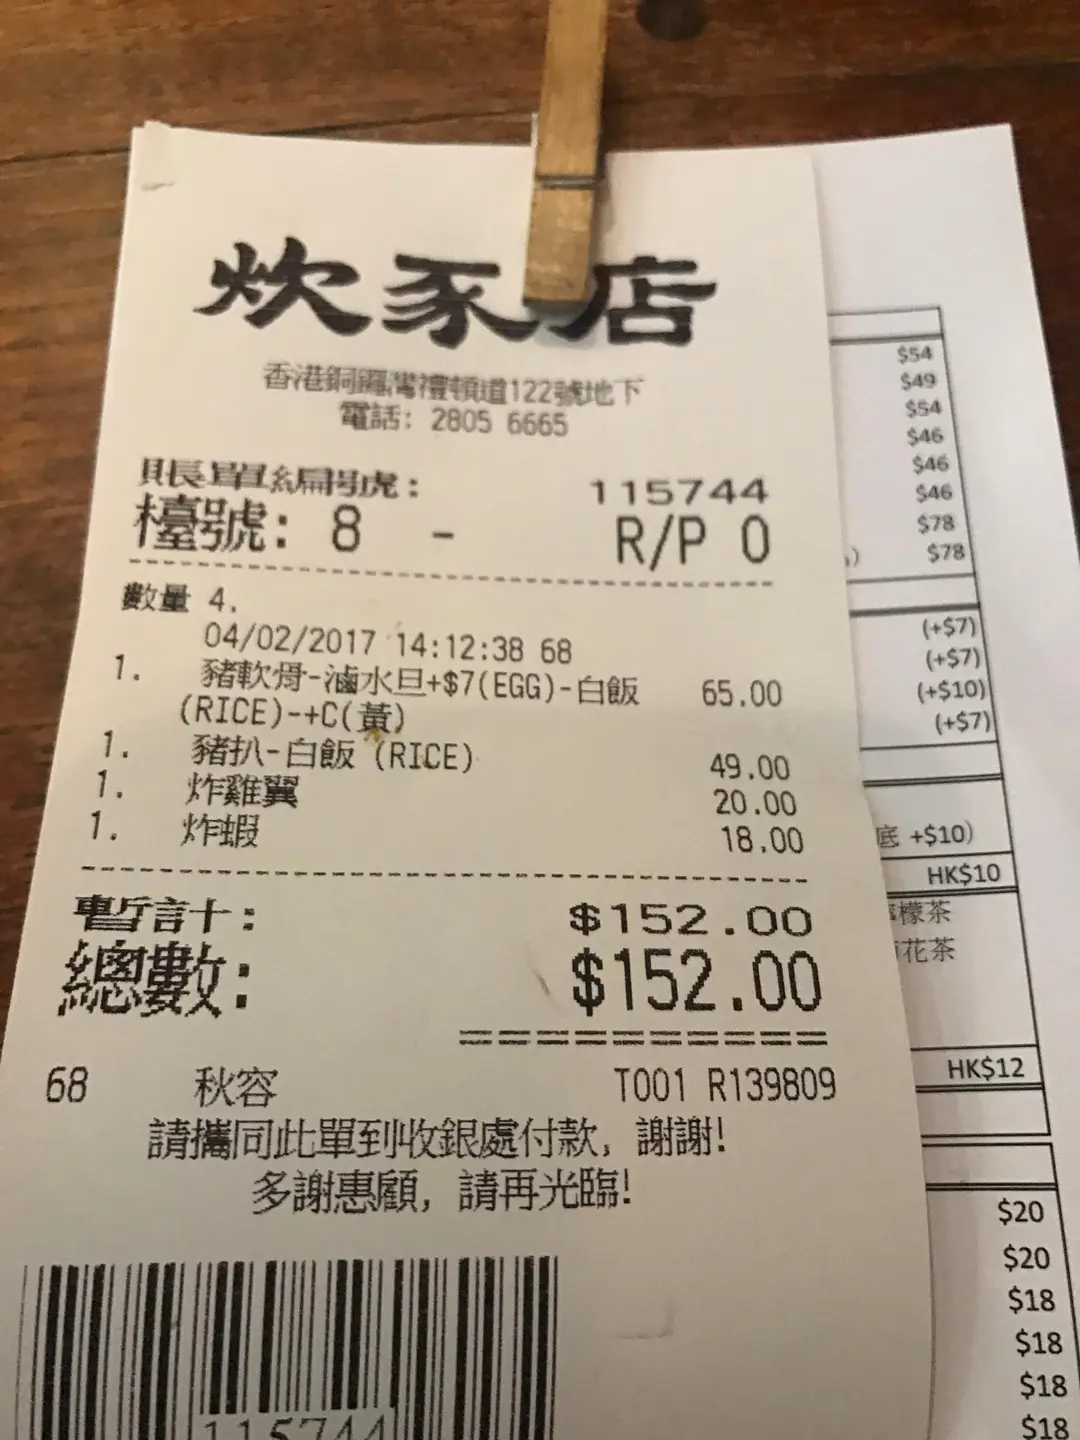 炊家店
香港銅鑼灣禮頓道122號地下
電話: 2805 6665
賬單編號: 115744
檯號: 8 - R/P 0
數量 4.
04/02/2017 14:12:38 68
1. 豬軟骨-滷水旦+$7(EGG)-白飯 65.00
(RICE)-+C(黃)
1. 豬扒-白飯 (RICE) 49.00
1. 炸雞翼 20.00
1. 炸蝦 18.00
暫計: $152.00
總數: $152.00
68 秋容 T001 R139809
請攜同此單到收銀處付款, 謝謝!
多謝惠顧, 請再光臨!
115744
$54
$49
$54
$46
$46
$46
$78
) $78
(+$7)
(+$7)
(+$10)
(+$7)
底 +$10)
HK$10
檬茶
花茶
HK$12
$20
$20
$18
$18
$18
$18